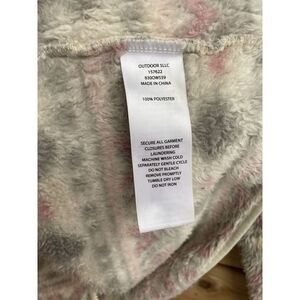 OUTDOOR SLLC
157622
830OW539
MADE IN CHINA
100% POLYESTER
SECURE ALL GARMENT
CLOSURES BEFORE
LAUNDERING
MACHINE WASH COLD
SEPARATELY GENTLE CYCLE
DO NOT BLEACH
REMOVE PROMPTLY
TUMBLE DRY LOW
DO NOT IRON